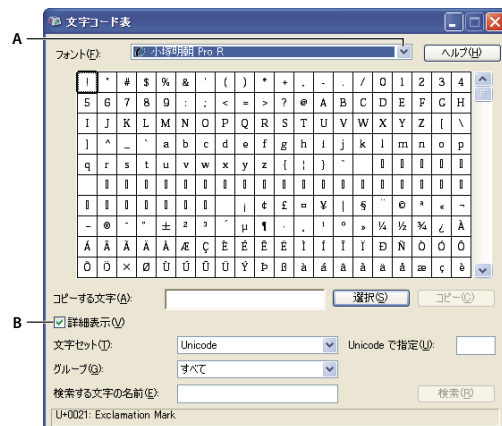 文字コード表
A
フォント(F): 小塚明朝 Pro R ヘルプ(H)
! " # $ % & ' ( ) * + , - . / 0 1 2 3 4
5 6 7 8 9 : ; < = > ? @ A B C D E F G H
I J K L M N O P Q R S T U V W X Y Z [ \
] ^ _ ` a b c d e f g h i j k l m n o p
q r s t u v w x y z { | } ~
¡ ¢ £ ¤ ¥ | § ¨ © ª « ¬
- ® ¯ ° ± ² ³ ´ µ ¶ · ¸ ¹ º » ¼ ½ ¾ ¿ À
Á Â Ã Ä Å Æ Ç È É Ê Ë Ì Í Î Ï Ð Ñ Ò Ó Ô
Õ Ö × Ø Ù Ú Û Ü Ý Þ ß à á â ã ä å æ ç è
コピーする文字(A): 選択(S) コピー(C)
B
詳細表示(V)
文字セット(T): Unicode Unicode で指定(U):
グループ(G): すべて
検索する文字の名前(E): 検索(R)
U+0021: Exclamation Mark